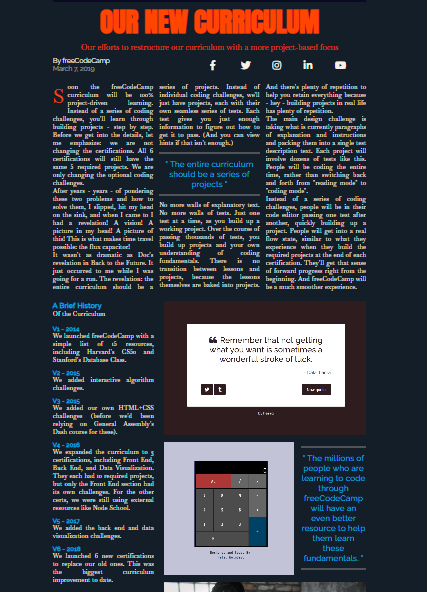 OUR NEW CURRICULUM
Our efforts to restructure our curriculum with a more project-based focus
By freeCodeCamp
March 7, 2019
Soon the freeCodeCamp
curriculum will be 100%
project-driven learning.
Instead of a series of coding
challenges, you'll learn through
building projects - step by step.
Before we get into the details, let
me emphasize: we are not
changing the certifications. All 6
certifications will still have the
same 5 required projects. We are
only changing the optional coding
challenges.
After years - years - of pondering
these two problems and how to
solve them, I slipped, hit my head
on the sink, and when I came to I
had a revelation! A vision! A
picture in my head! A picture of
this! This is what makes time travel
possible: the flux capacitor!
It wasn't as dramatic as Doc's
revelation in Back to the Future. It
just occurred to me while I was
going for a run. The revelation: the
entire curriculum should be a
series of projects. Instead of
individual coding challenges, we'll
just have projects, each with their
own seamless series of tests. Each
test gives you just enough
information to figure out how to
get it to pass. (And you can view
hints if that isn't enough.)
" The entire curriculum
should be a series of
projects "
No more walls of explanatory text.
No more walls of tests. Just one
test at a time, as you build up a
working project. Over the course of
passing thousands of tests, you
build up projects and your own
understanding of coding
fundamentals. There is no
transition between lessons and
projects, because the lessons
themselves are baked into projects.
And there's plenty of repetition to
help you retain everything because
- hey - building projects in real life
has plenty of repetition.
The main design challenge is
taking what is currently paragraphs
of explanation and instructions
and packing them into a single test
description text. Each project will
involve dozens of tests like this.
People will be coding the entire
time, rather than switching back
and forth from "reading mode" to
"coding mode".
Instead of a series of coding
challenges, people will be in their
code editor passing one test after
another, quickly building up a
project. People will get into a real
flow state, similar to what they
experience when they build the
required projects at the end of each
certification. They'll get that sense
of forward progress right from the
beginning. And freeCodeCamp will
be a much smoother experience.
A Brief History
Of the Curriculum
V1 - 2014
We launched freeCodeCamp with a
simple list of 15 resources,
including Harvard's CS50 and
Stanford's Database Class.
V2 - 2015
We added interactive algorithm
challenges.
V3 - 2015
We added our own HTML+CSS
challenges (before we'd been
relying on General Assembly's
Dash course for these).
V4 - 2016
We expanded the curriculum to 3
certifications, including Front End,
Back End, and Data Visualization.
They each had 10 required projects,
but only the Front End section had
its own challenges. For the other
certs, we were still using external
resources like Node School.
V5 - 2017
We added the back end and data
visualization challenges.
V6 - 2018
We launched 6 new certifications
to replace our old ones. This was
the biggest curriculum
improvement to date.
Remember that not getting
what you want is sometimes a
wonderful stroke of luck.
" The millions of
people who are
learning to code
through
freeCodeCamp
will have an
even better
resource to help
them learn
these
fundamentals. "